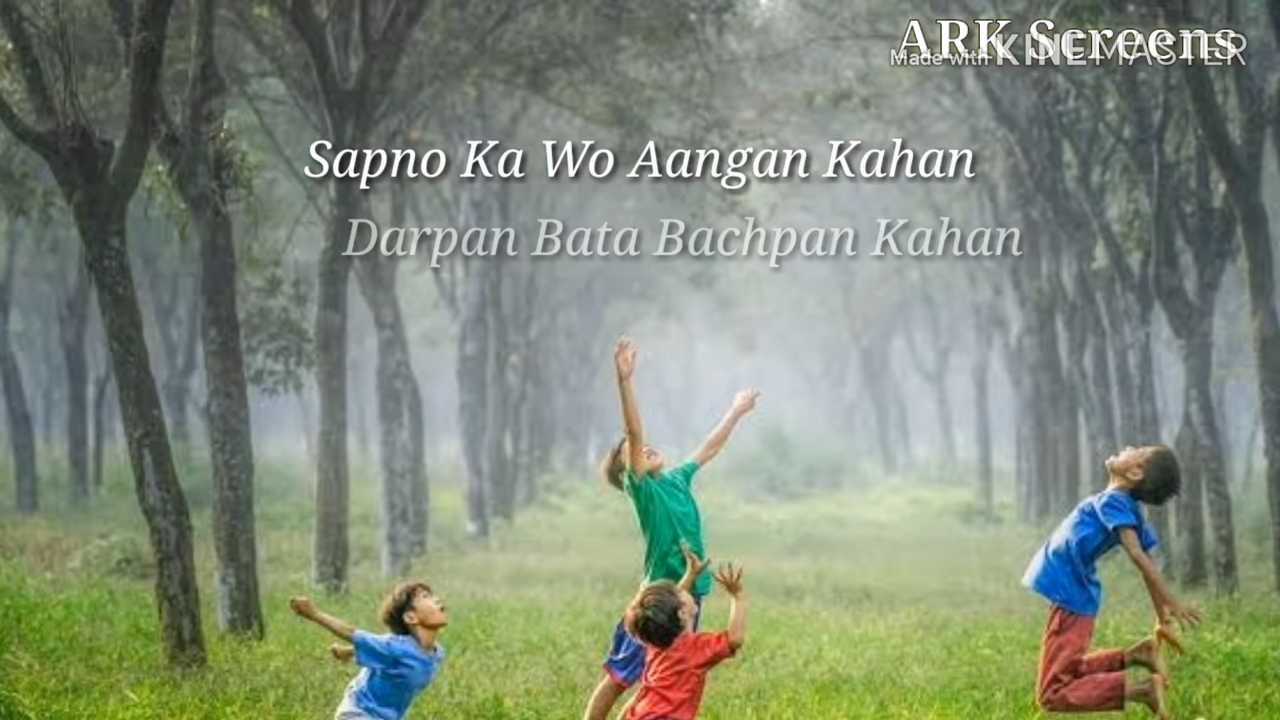 ARK Screens
Made with KINEMASTER
Sapno Ka Wo Aangan Kahan
Darpan Bata Bachpan Kahan